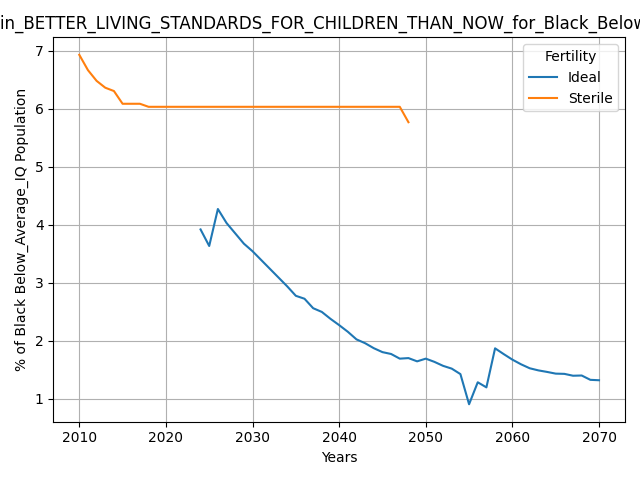 in_BETTER_LIVING_STANDARDS_FOR_CHILDREN_THAN_NOW_for_Black_Below
Fertility
Ideal
Sterile
% of Black Below_Average_IQ Population
7
6
5
4
3
2
1
2010 2020 2030 2040 2050 2060 2070
Years